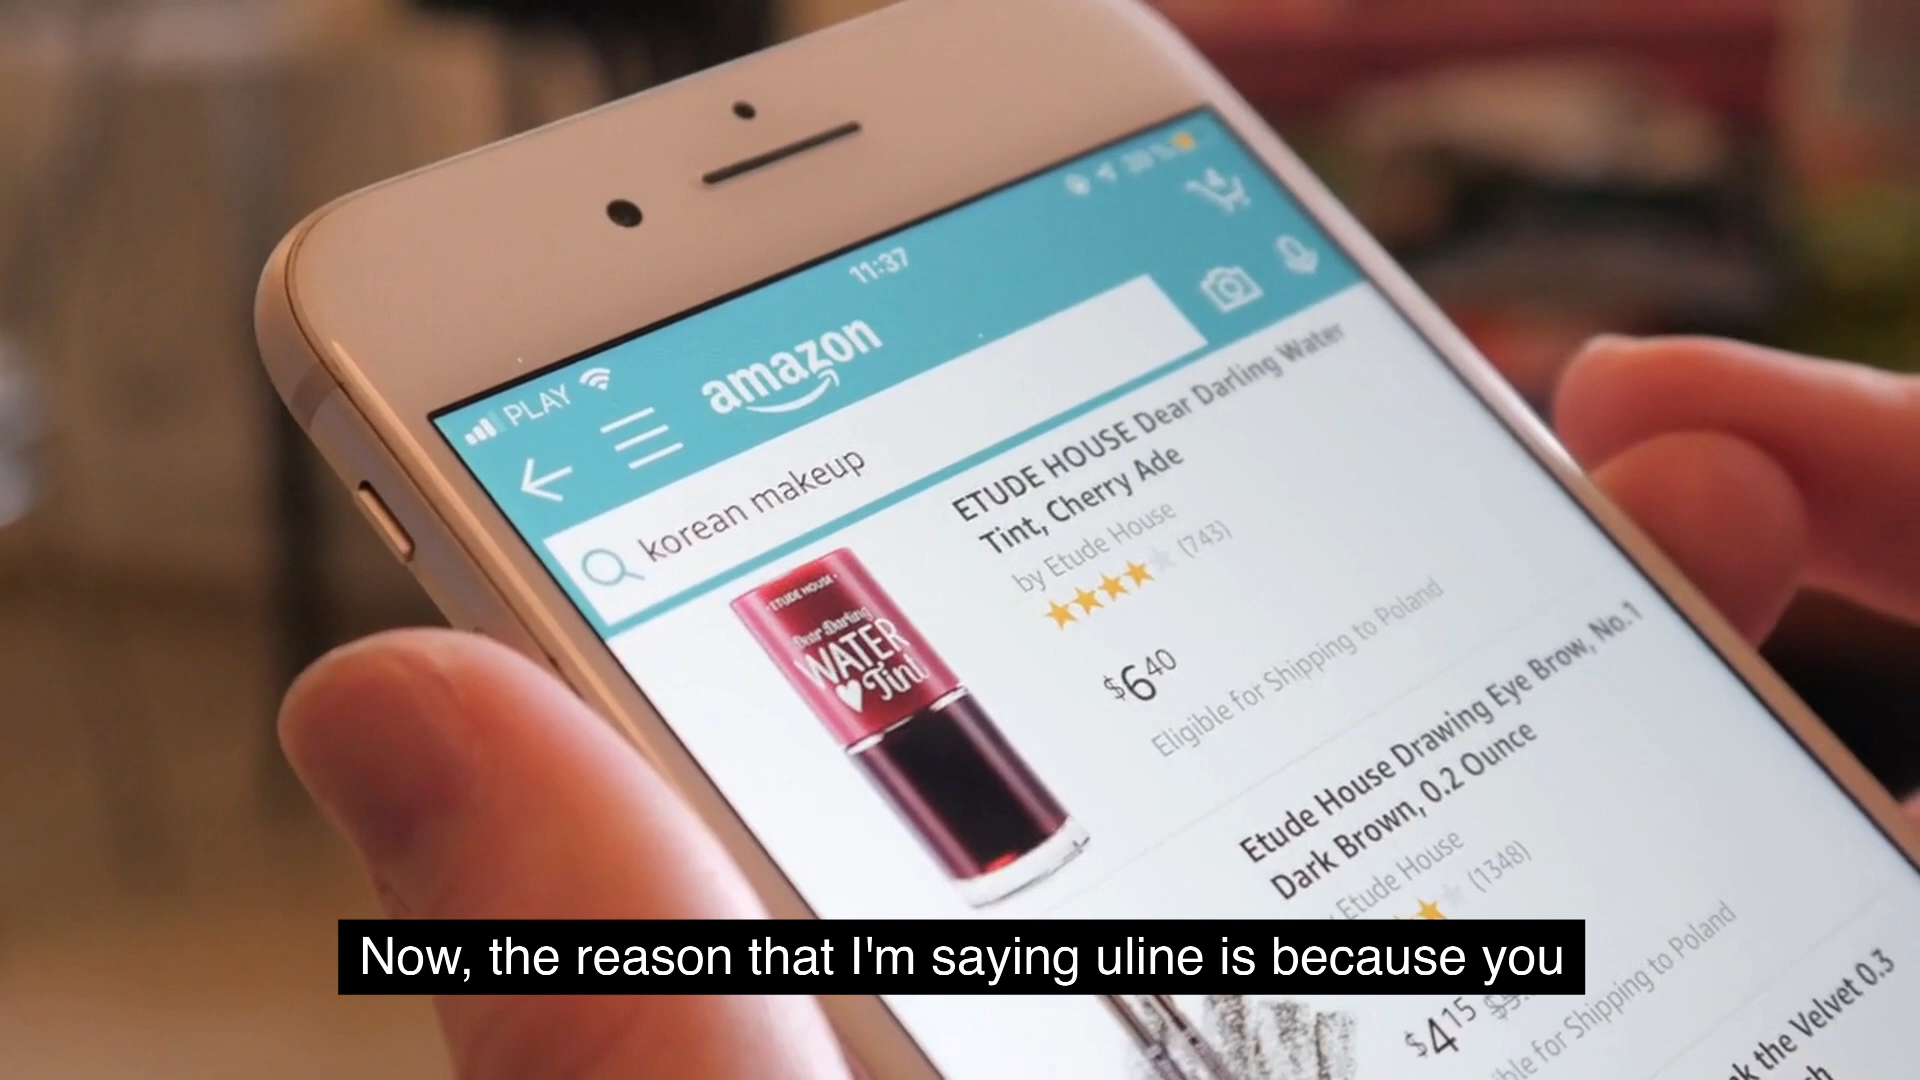 PLAY
11:37
amazon
korean makeup
ETUDE HOUSE Dear Darling Water
Tint, Cherry Ade
by Etude House
(743)
$6 40
Eligible for Shipping to Poland
ETUDE HOUSE
Dear Darling
WATER
Tint
Etude House Drawing Eye Brow, No.1
Dark Brown, 0.2 Ounce
Etude House
(1348)
$4 15
for Shipping to Poland
the Velvet 0.3
Now, the reason that I'm saying uline is because you